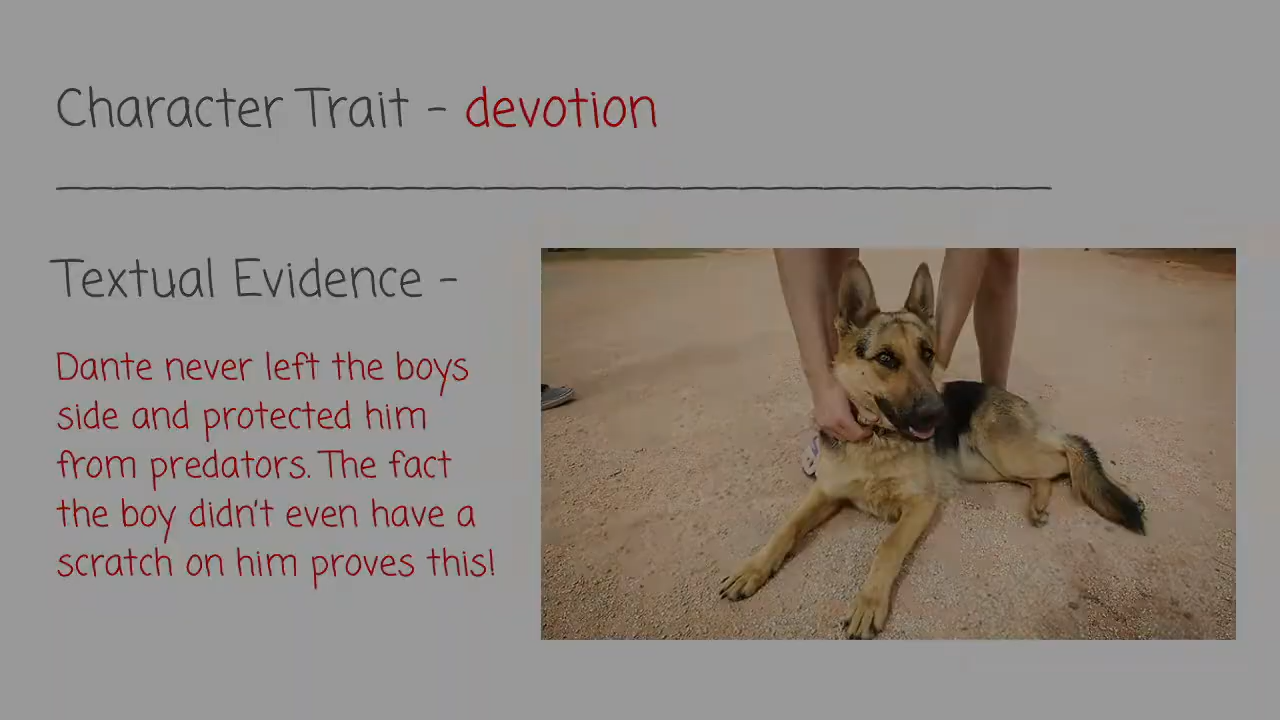 Character Trait - devotion
Textual Evidence -
Dante never left the boys
side and protected him
from predators. The fact
the boy didn't even have a
scratch on him proves this!